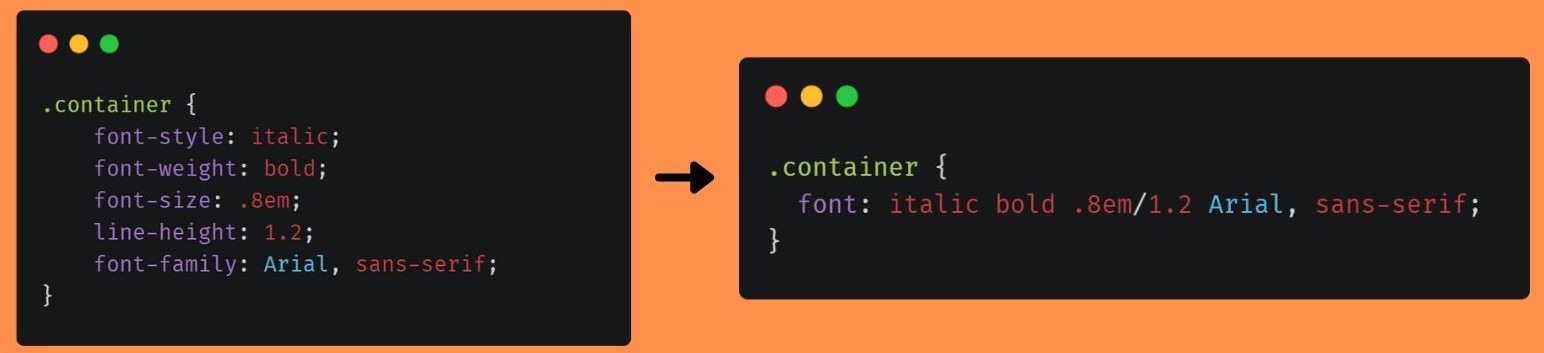 .container {
    font-style: italic;
    font-weight: bold;
    font-size: .8em;
    line-height: 1.2;
    font-family: Arial, sans-serif;
}
.container {
  font: italic bold .8em/1.2 Arial, sans-serif;
}